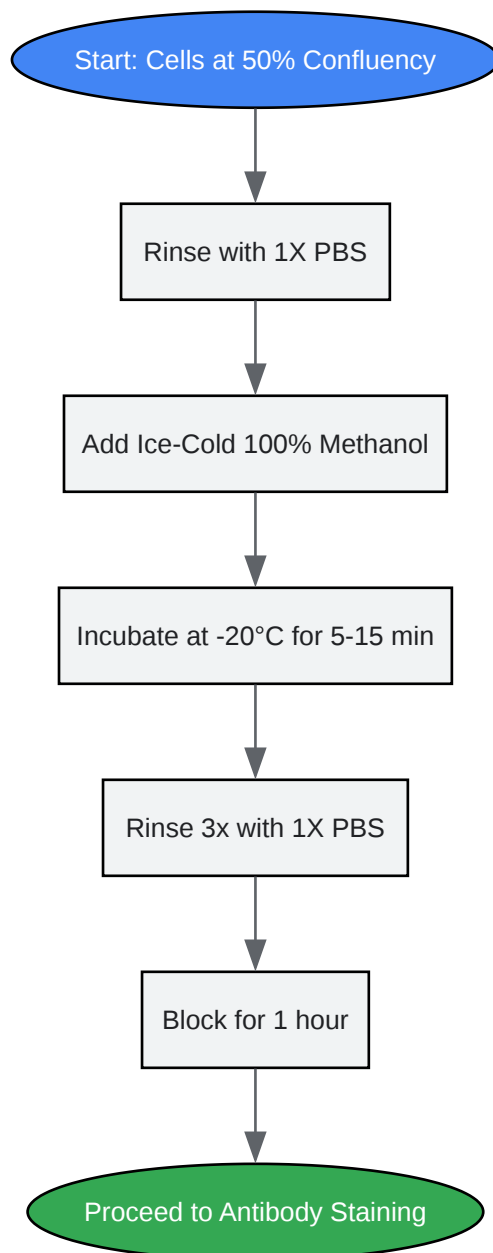 Start: Cells at 50% Confluency
Rinse with 1X PBS
Add Ice-Cold 100% Methanol
Incubate at -20°C for 5-15 min
Rinse 3x with 1X PBS
Block for 1 hour
Proceed to Antibody Staining